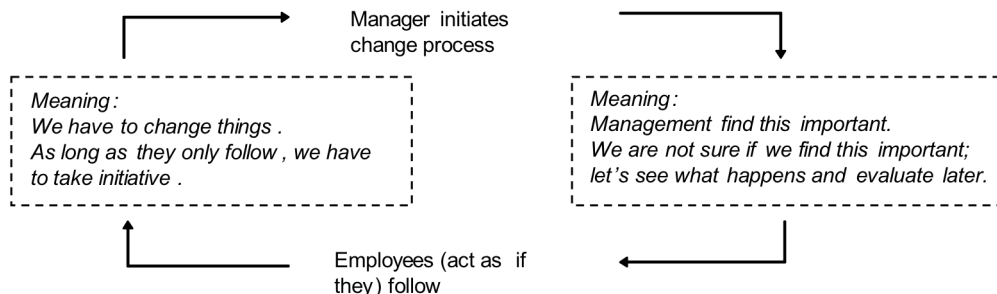 Manager initiates
change process
Meaning:
We have to change things.
As long as they only follow, we have
to take initiative.
Meaning:
Management find this important.
We are not sure if we find this important;
let's see what happens and evaluate later.
Employees (act as if
they) follow